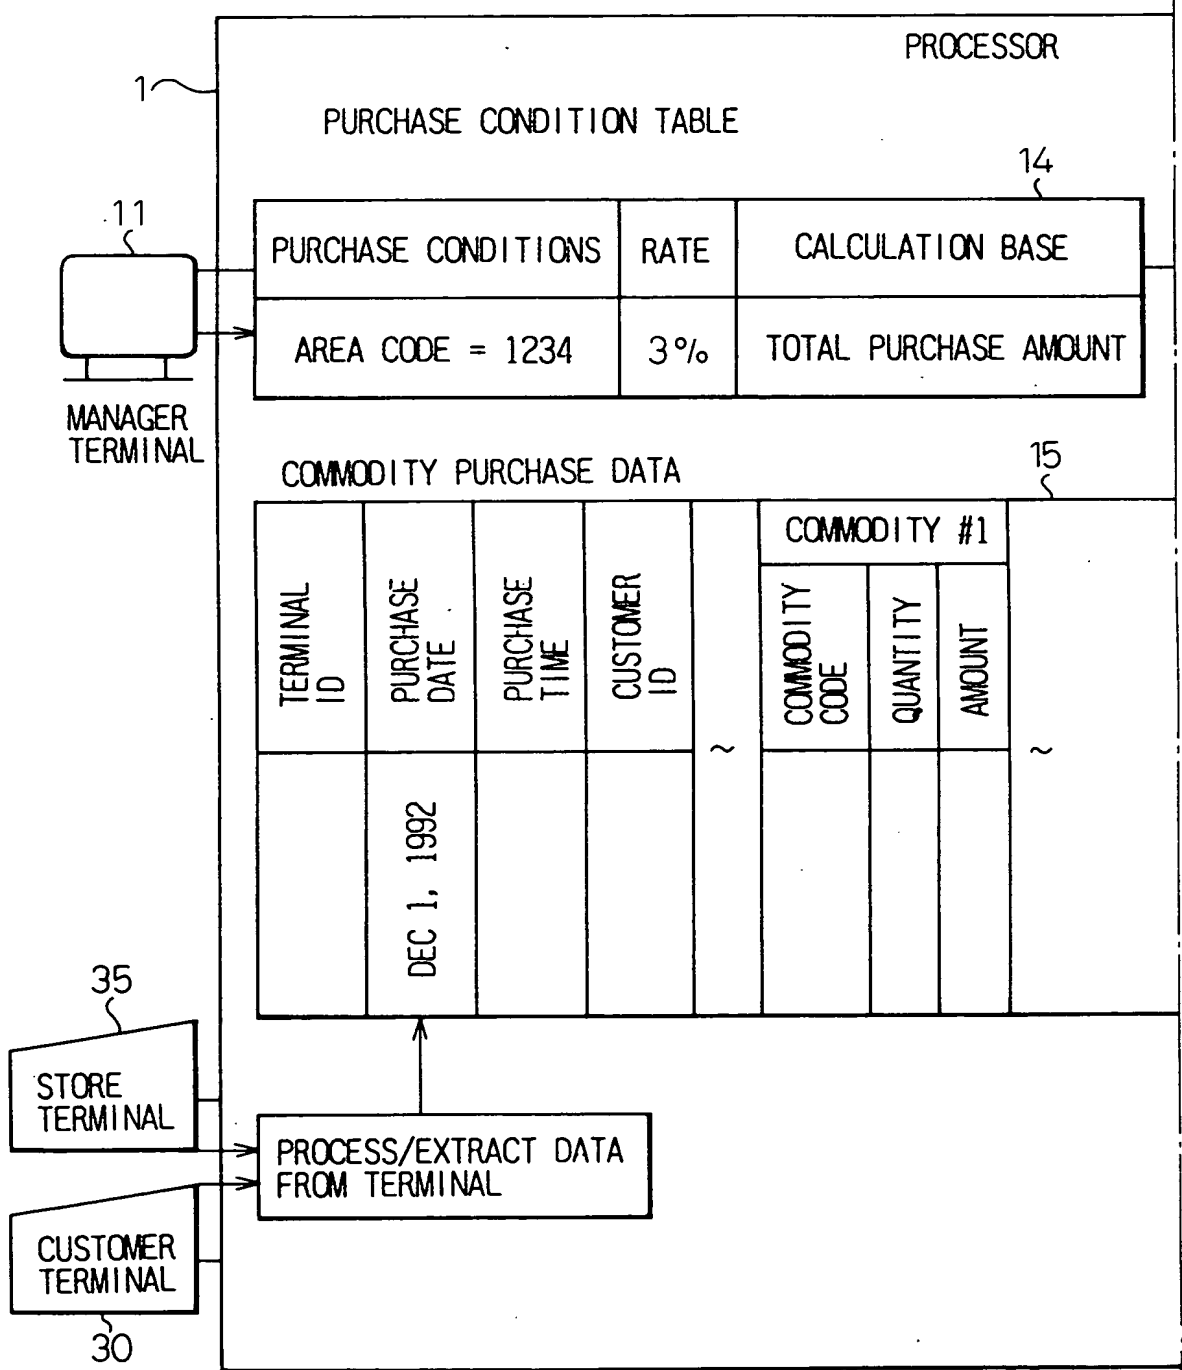 PROCESSOR
1
PURCHASE CONDITION TABLE
14
11
PURCHASE CONDITIONS RATE CALCULATION BASE
AREA CODE = 1234 3% TOTAL PURCHASE AMOUNT
MANAGER
TERMINAL
COMMODITY PURCHASE DATA
15
COMMODITY #1
TERMINAL
ID
PURCHASE
DATE
PURCHASE
TIME
CUSTOMER
ID
~
COMMODITY
CODE
QUANTITY
AMOUNT
~
DEC 1, 1992
35
STORE
TERMINAL
PROCESS/EXTRACT DATA
FROM TERMINAL
CUSTOMER
TERMINAL
30